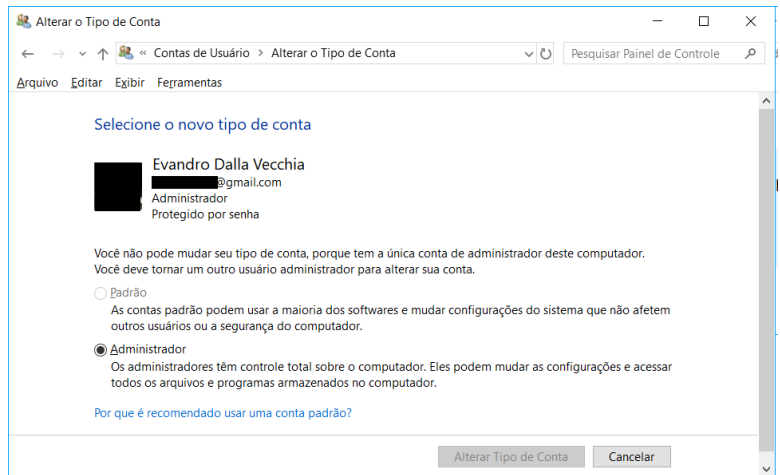 Alterar o Tipo de Conta
« Contas de Usuário > Alterar o Tipo de Conta
Pesquisar Painel de Controle
Arquivo Editar Exibir Ferramentas
Selecione o novo tipo de conta
Evandro Dalla Vecchia
@gmail.com
Administrador
Protegido por senha
Você não pode mudar seu tipo de conta, porque tem a única conta de administrador deste computador.
Você deve tornar um outro usuário administrador para alterar sua conta.
Padrão
As contas padrão podem usar a maioria dos softwares e mudar configurações do sistema que não afetem
outros usuários ou a segurança do computador.
Administrador
Os administradores têm controle total sobre o computador. Eles podem mudar as configurações e acessar
todos os arquivos e programas armazenados no computador.
Por que é recomendado usar uma conta padrão?
Alterar Tipo de Conta Cancelar